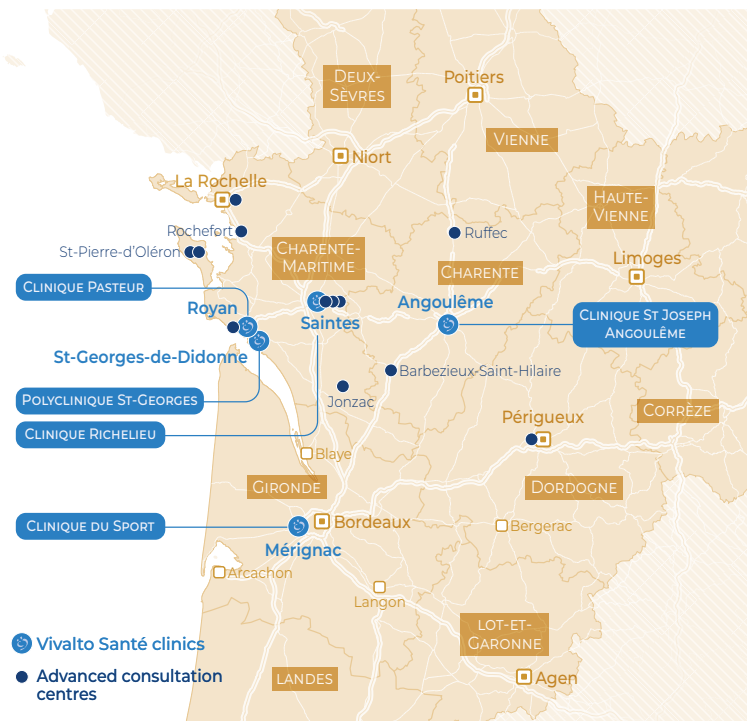 DEUX-
SÈVRES
Poitiers
VIENNE
Niort
La Rochelle
HAUTE-
VIENNE
Rochefort
Ruffec
St-Pierre-d'Oléron
CHARENTE-
MARITIME
Limoges
CHARENTE
CLINIQUE PASTEUR
Royan
Angoulême
Saintes
CLINIQUE ST JOSEPH
ANGOULÊME
St-Georges-de-Didonne
Barbezieux-Saint-Hilaire
POLYCLINIQUE ST-GEORGES
Jonzac
CORRÈZE
Périgueux
CLINIQUE RICHELIEU
Blaye
GIRONDE
DORDOGNE
CLINIQUE DU SPORT
Bordeaux
Bergerac
Mérignac
Arcachon
Langon
LOT-ET-
GARONNE
Vivalto Santé clinics
Advanced consultation
centres
LANDES
Agen